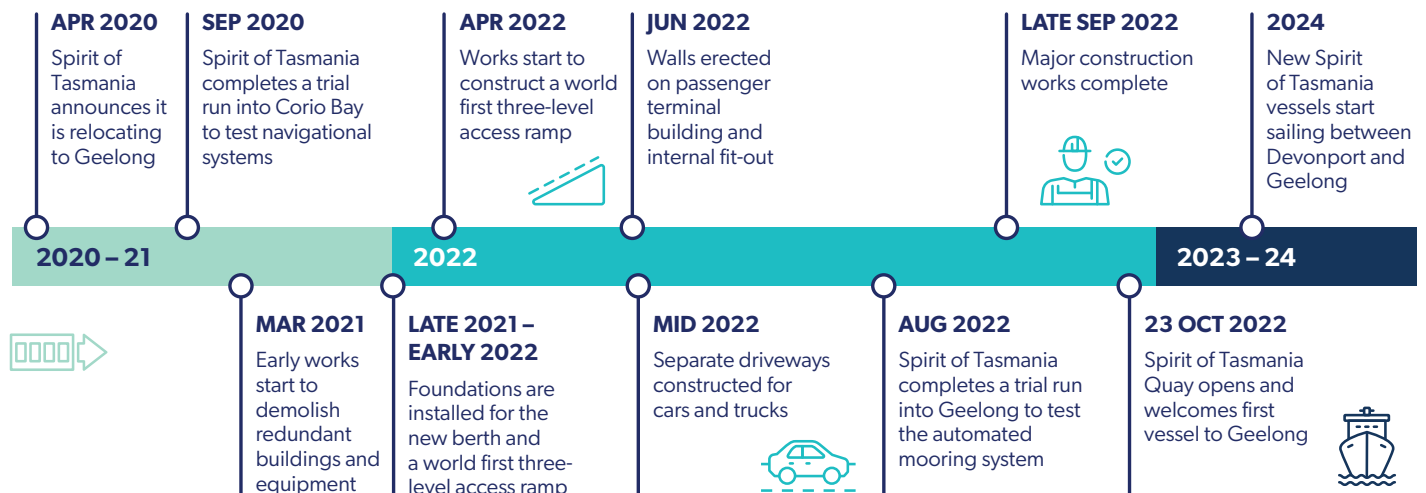 APR 2020
Spirit of
Tasmania
announces it
is relocating
to Geelong
SEP 2020
Spirit of Tasmania
completes a trial
run into Corio Bay
to test navigational
systems
APR 2022
Works start to
construct a world
first three-level
access ramp
JUN 2022
Walls erected
on passenger
terminal
building and
internal fit-out
LATE SEP 2022
Major construction
works complete
2024
New Spirit
of Tasmania
vessels start
sailing between
Devonport and
Geelong
2020 – 21
2022
2023 – 24
MAR 2021
Early works
start to
demolish
redundant
buildings and
equipment
LATE 2021 –
EARLY 2022
Foundations are
installed for the
new berth and
a world first three-
level access ramp
MID 2022
Separate driveways
constructed for
cars and trucks
AUG 2022
Spirit of Tasmania
completes a trial run
into Geelong to test
the automated
mooring system
23 OCT 2022
Spirit of Tasmania
Quay opens and
welcomes first
vessel to Geelong